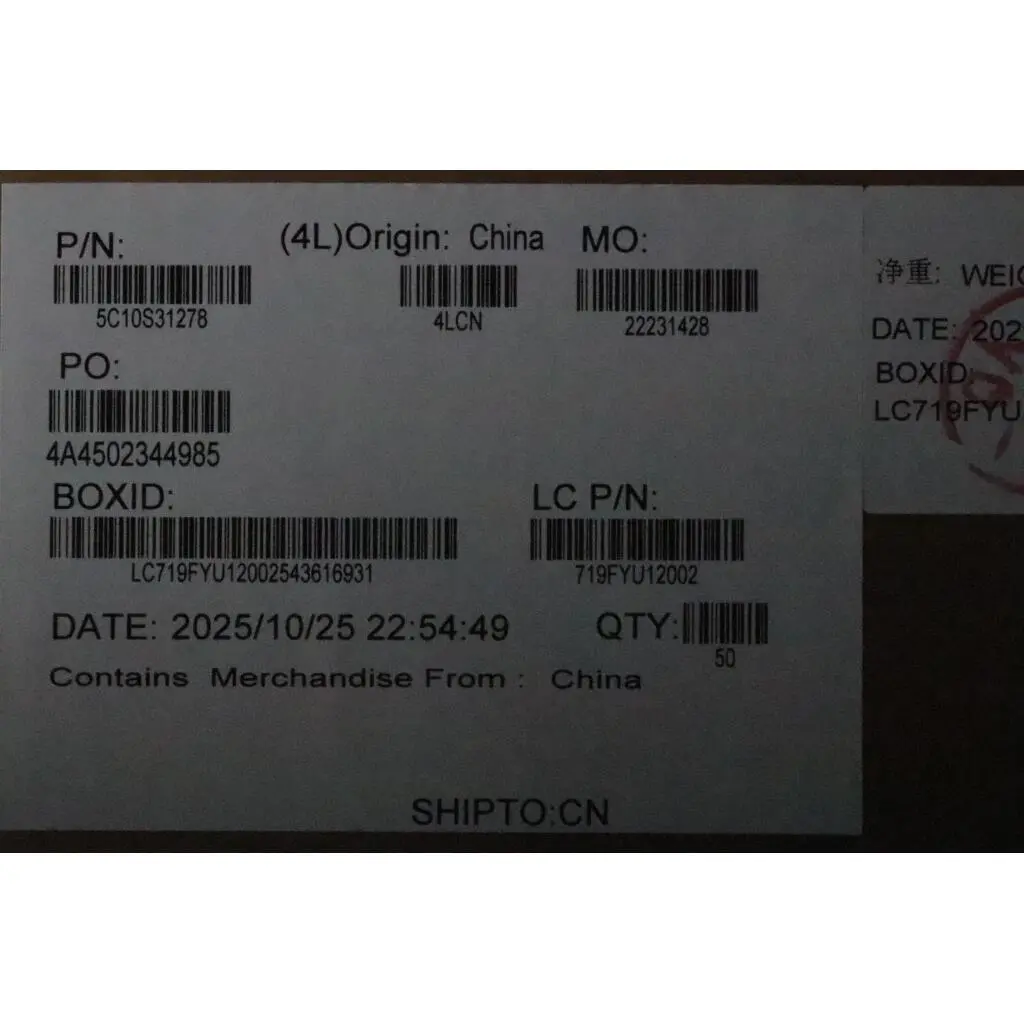 P/N: (4L)Origin: China MO:
5C10S31278 4LCN 22231428
PO:
4A4502344985
BOXID: LC P/N:
LC719FYU12002543616931 719FYU12002
DATE: 2025/10/25 22:54:49 QTY:
50
Contains Merchandise From : China
SHIPTO:CN
净重:
DATE: 202
BOXID:
LC719FYU